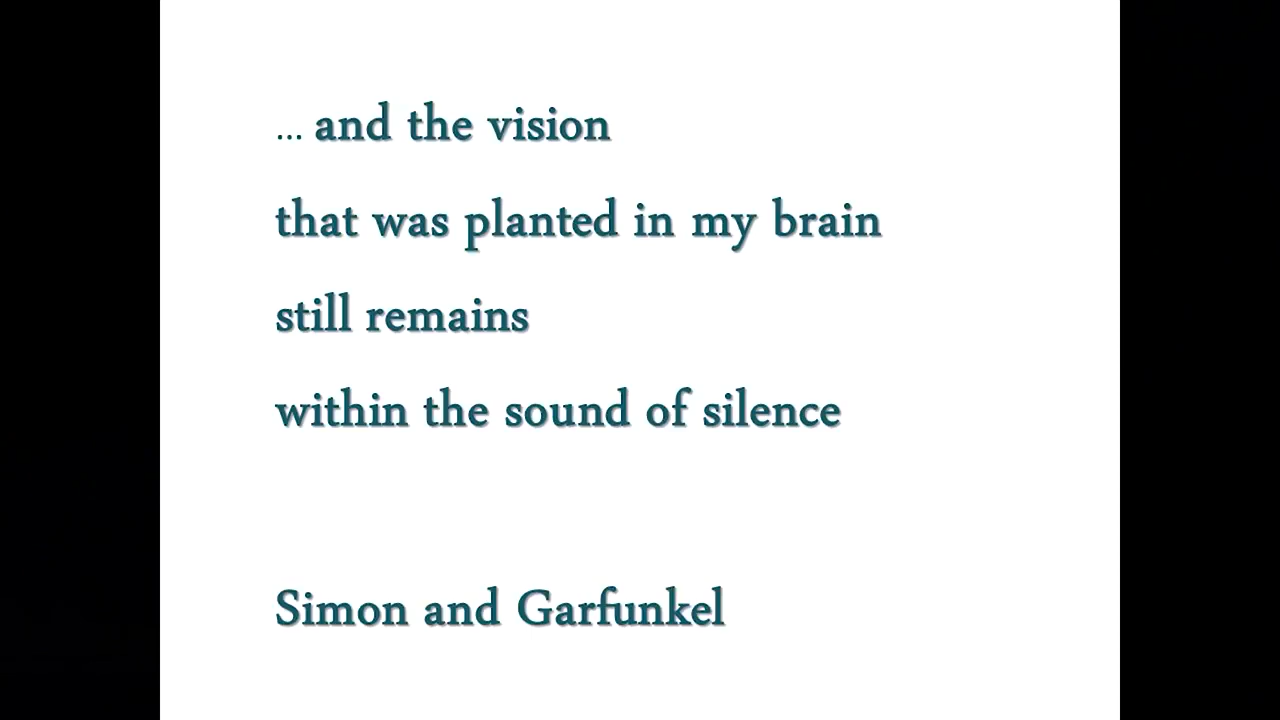 ... and the vision
that was planted in my brain
still remains
within the sound of silence
Simon and Garfunkel